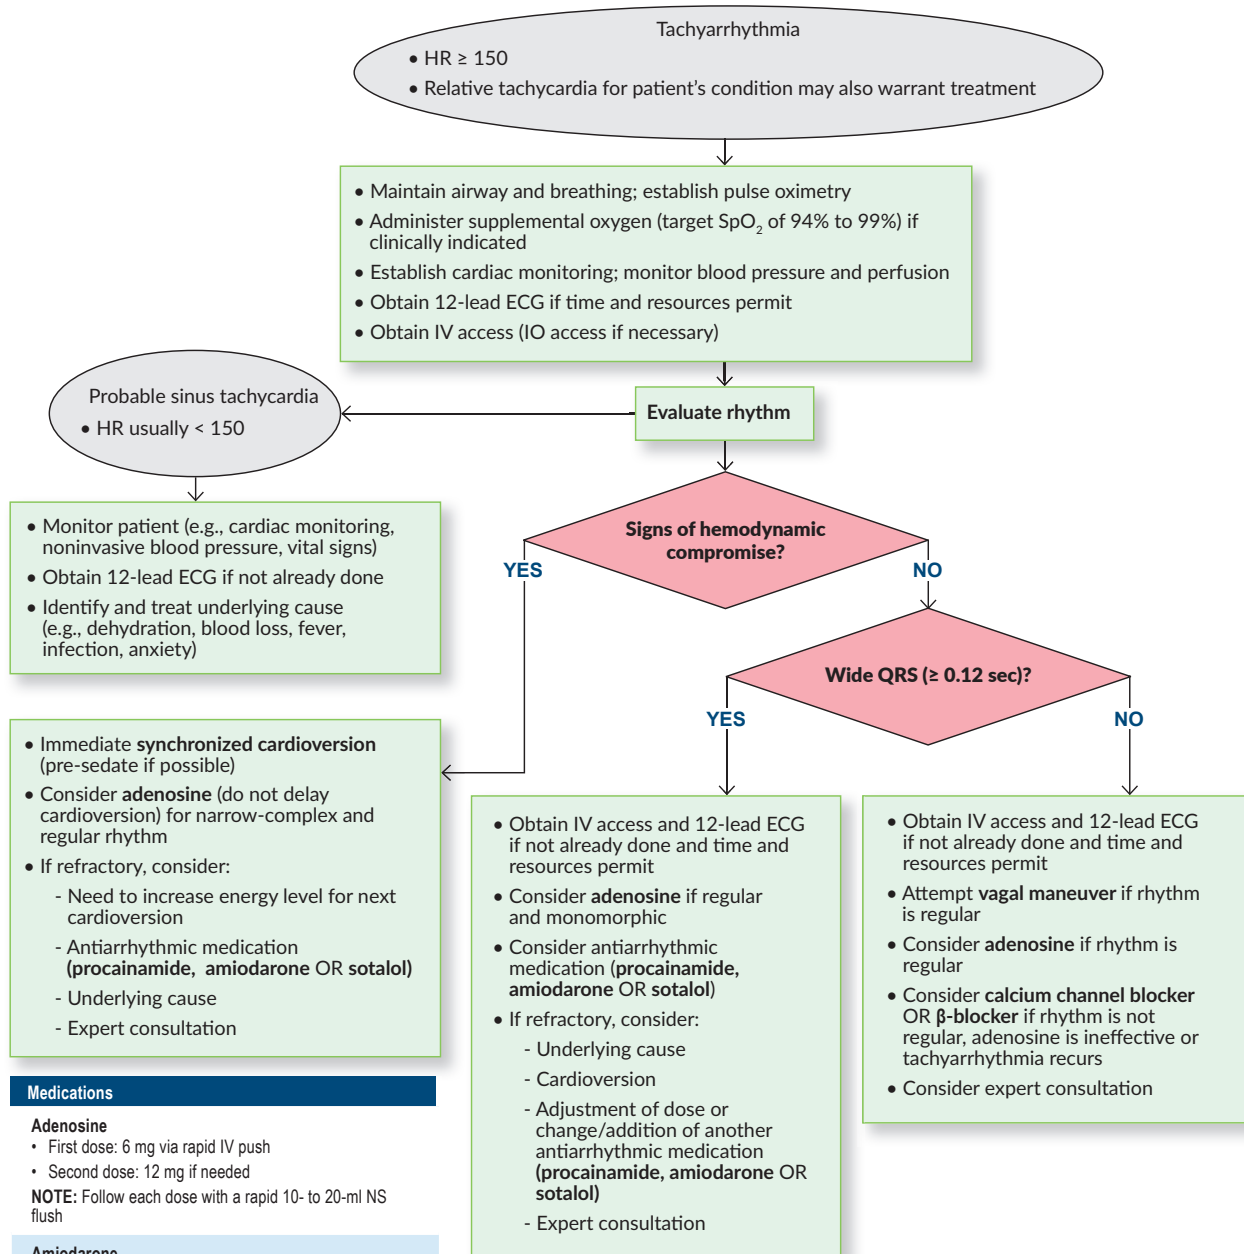 Tachyarrhythmia
• HR ≥ 150
• Relative tachycardia for patient's condition may also warrant treatment
• Maintain airway and breathing; establish pulse oximetry
• Administer supplemental oxygen (target SpO₂ of 94% to 99%) if
clinically indicated
• Establish cardiac monitoring; monitor blood pressure and perfusion
• Obtain 12-lead ECG if time and resources permit
• Obtain IV access (IO access if necessary)
Evaluate rhythm
Probable sinus tachycardia
• HR usually < 150
• Monitor patient (e.g., cardiac monitoring,
noninvasive blood pressure, vital signs)
• Obtain 12-lead ECG if not already done
• Identify and treat underlying cause
(e.g., dehydration, blood loss, fever,
infection, anxiety)
Signs of hemodynamic
compromise?
YES
NO
Wide QRS (≥ 0.12 sec)?
YES
NO
• Immediate synchronized cardioversion
(pre-sedate if possible)
• Consider adenosine (do not delay
cardioversion) for narrow-complex and
regular rhythm
• If refractory, consider:
- Need to increase energy level for next
cardioversion
- Antiarrhythmic medication
(procainamide, amiodarone OR sotalol)
- Underlying cause
- Expert consultation
• Obtain IV access and 12-lead ECG
if not already done and time and
resources permit
• Consider adenosine if regular
and monomorphic
• Consider antiarrhythmic
medication (procainamide,
amiodarone OR sotalol)
• If refractory, consider:
- Underlying cause
- Cardioversion
- Adjustment of dose or
change/addition of another
antiarrhythmic medication
(procainamide, amiodarone OR
sotalol)
- Expert consultation
• Obtain IV access and 12-lead ECG
if not already done and time and
resources permit
• Attempt vagal maneuver if rhythm
is regular
• Consider adenosine if rhythm is
regular
• Consider calcium channel blocker
OR β-blocker if rhythm is not
regular, adenosine is ineffective or
tachyarrhythmia recurs
• Consider expert consultation
Medications
Adenosine
• First dose: 6 mg via rapid IV push
• Second dose: 12 mg if needed
NOTE: Follow each dose with a rapid 10- to 20-ml NS
flush
Amiodarone